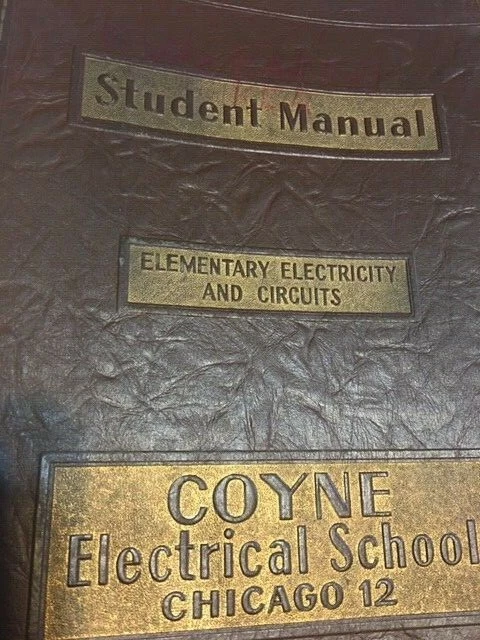 Student Manual
ELEMENTARY ELECTRICITY
AND CIRCUITS
COYNE
Electrical School
CHICAGO 12